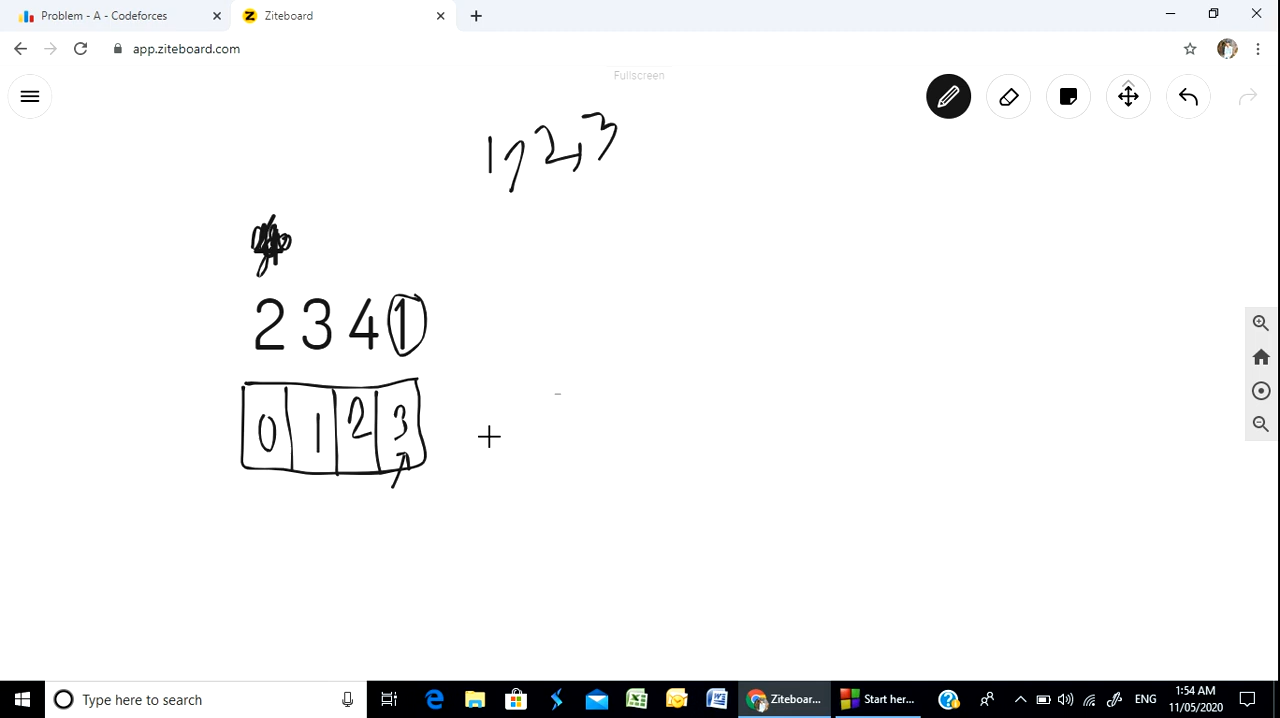 Problem - A - Codeforces
Ziteboard
app.ziteboard.com
Fullscreen
1, 2, 3
2 3 4 1
0 1 2 3
Type here to search
Ziteboar...
Start her...
ENG
1:54 AM
11/05/2020